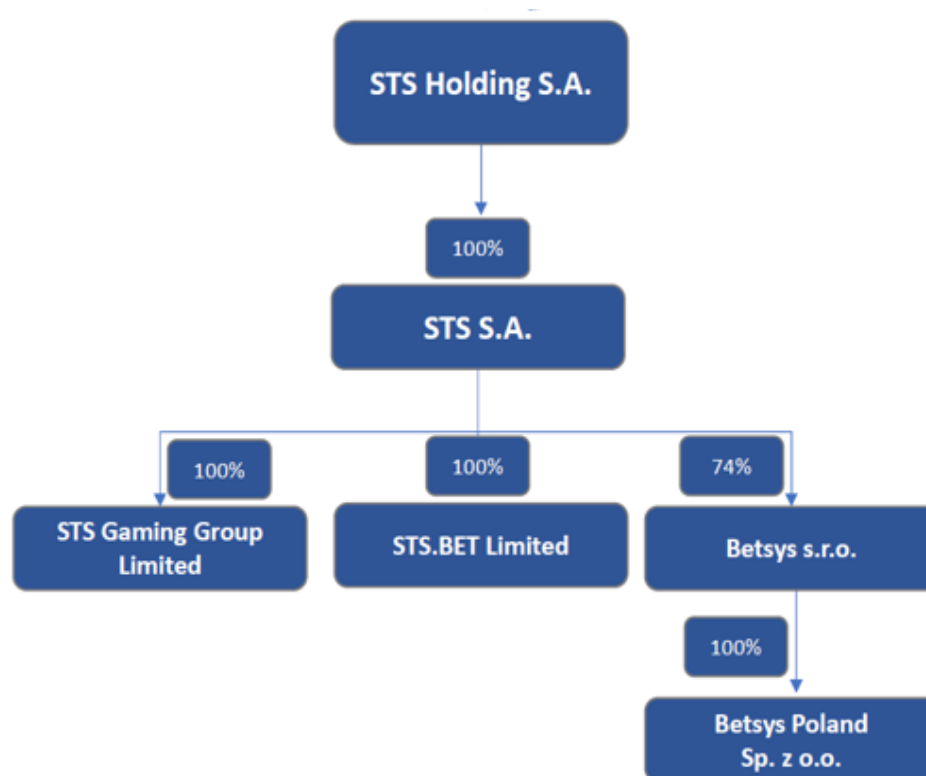 STS Holding S.A.
100%
STS S.A.
100%
100%
74%
STS Gaming Group
Limited
STS.BET Limited
Betsys s.r.o.
100%
Betsys Poland
Sp. z o.o.